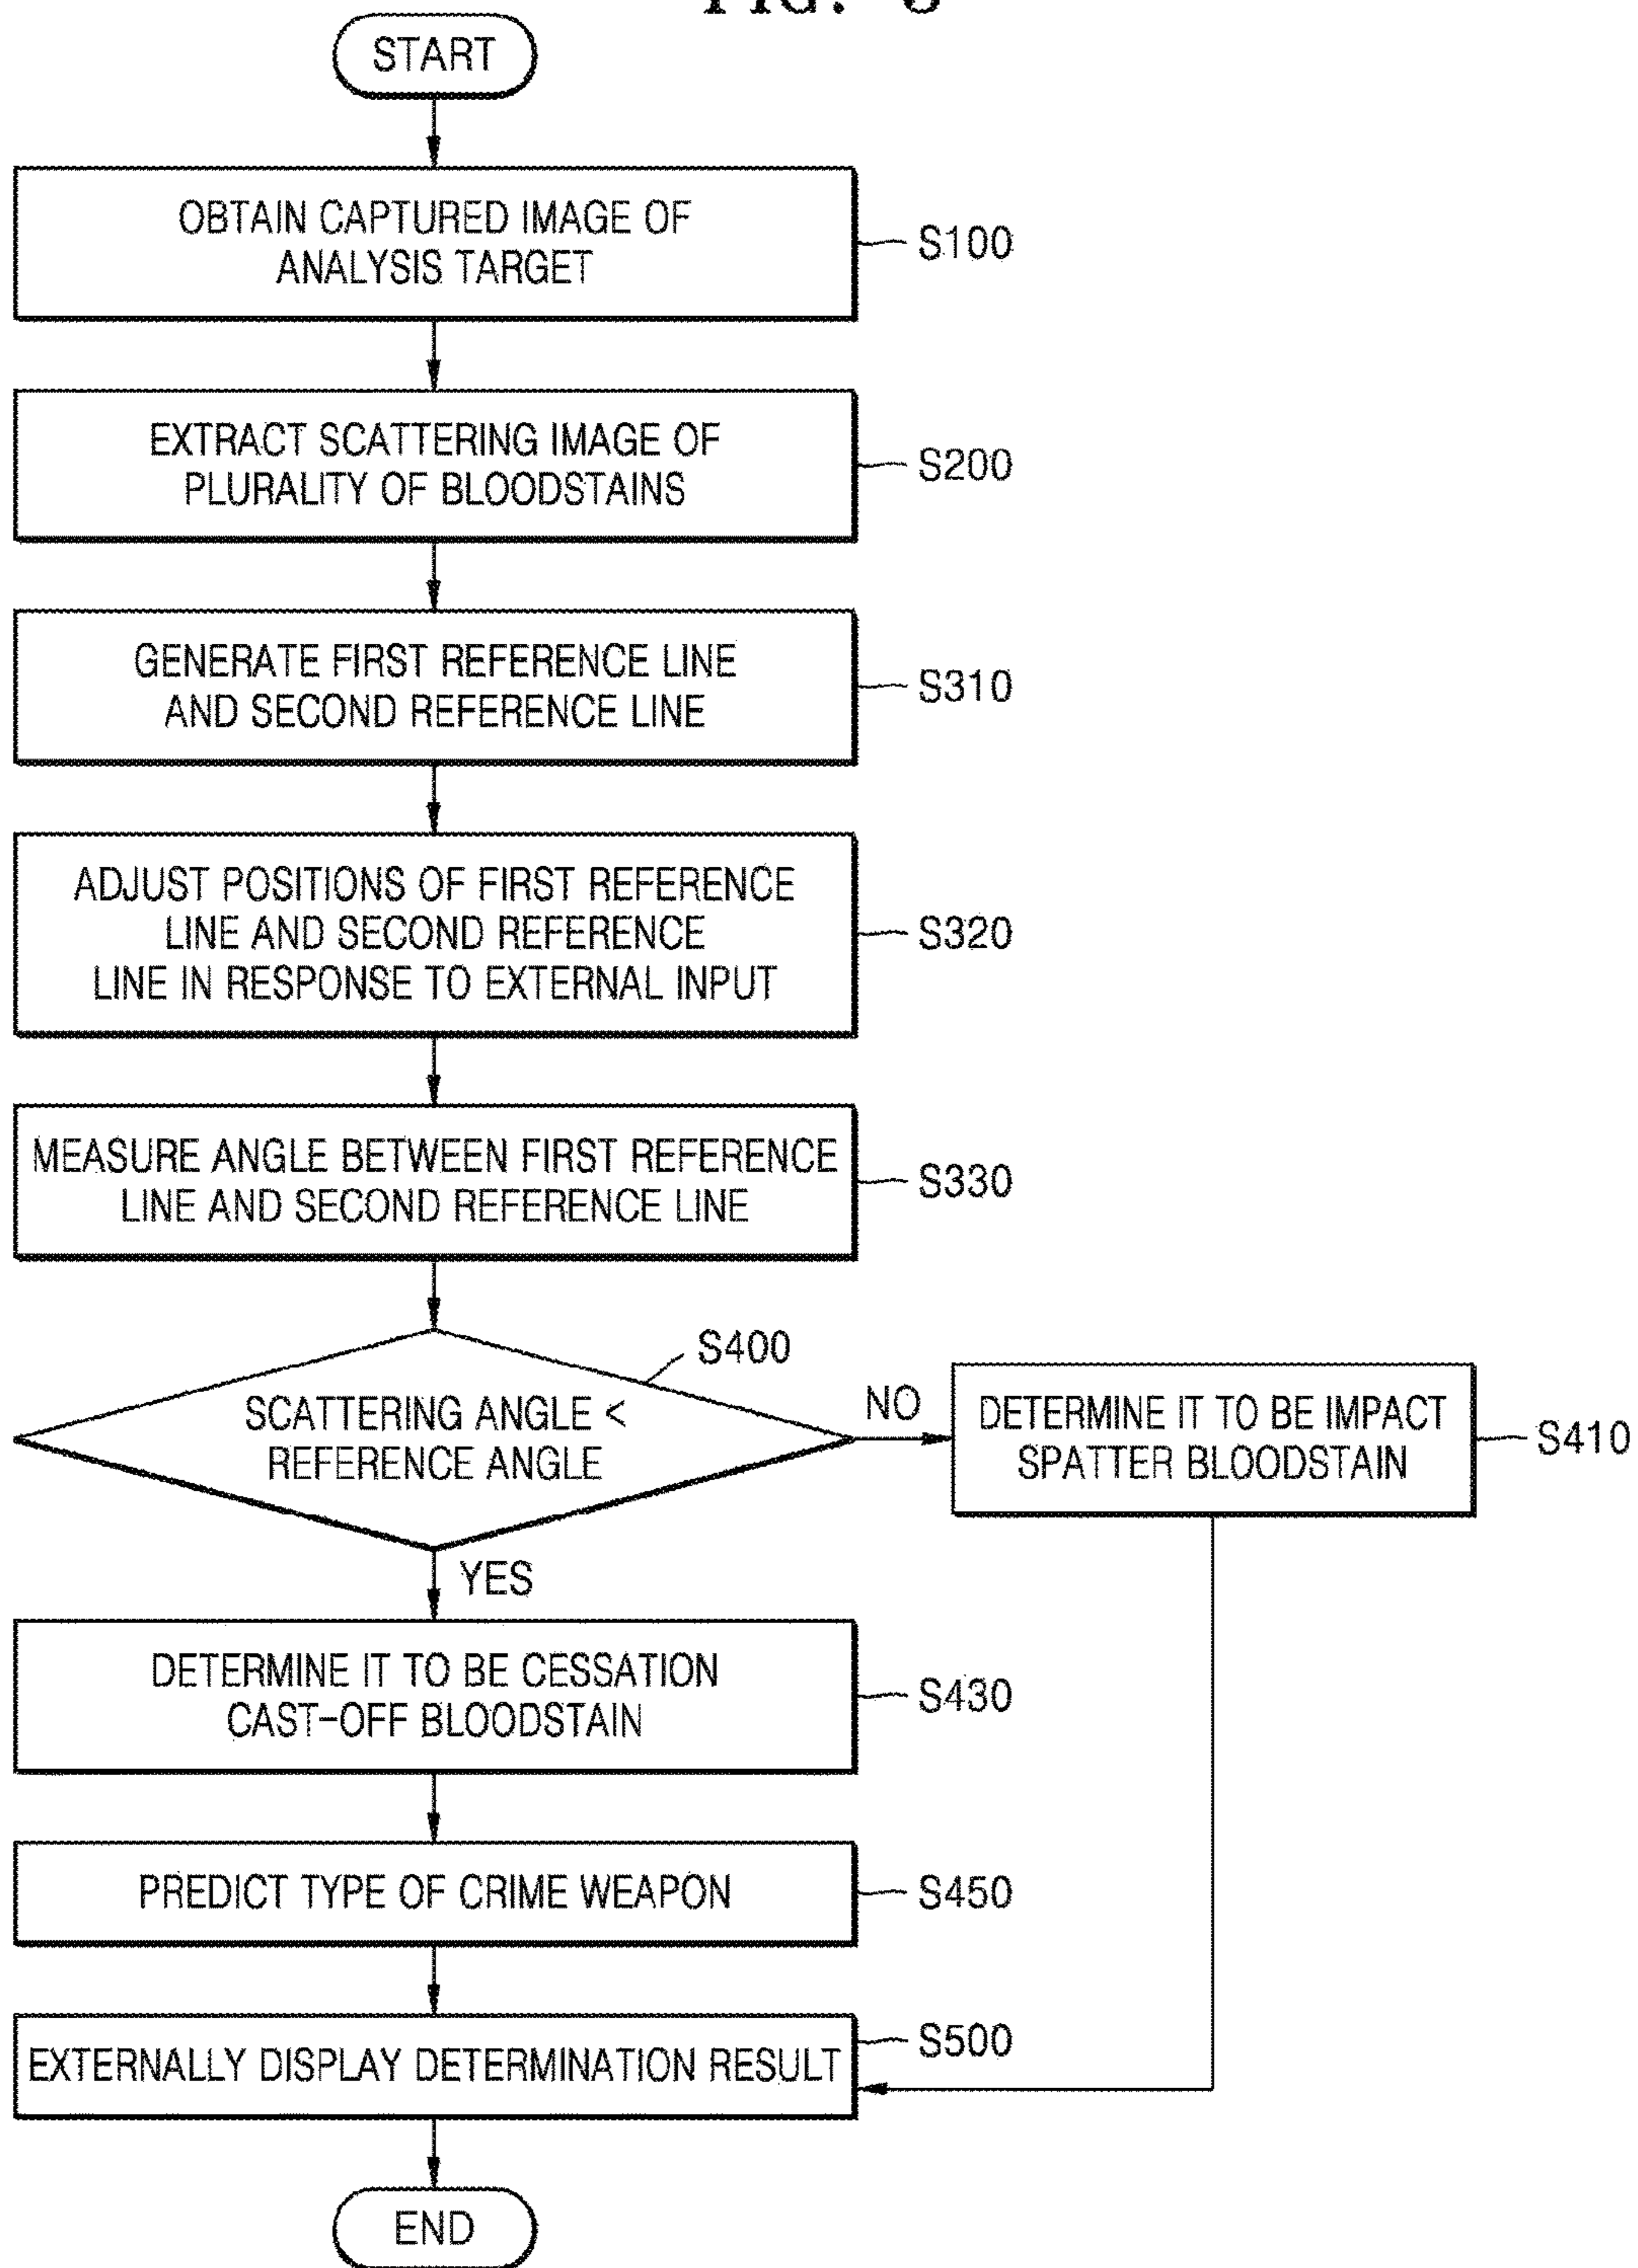 START
OBTAIN CAPTURED IMAGE OF
ANALYSIS TARGET
S100
EXTRACT SCATTERING IMAGE OF
PLURALITY OF BLOODSTAINS
S200
GENERATE FIRST REFERENCE LINE
AND SECOND REFERENCE LINE
S310
ADJUST POSITIONS OF FIRST REFERENCE
LINE AND SECOND REFERENCE
LINE IN RESPONSE TO EXTERNAL INPUT
S320
MEASURE ANGLE BETWEEN FIRST REFERENCE
LINE AND SECOND REFERENCE LINE
S330
S400
SCATTERING ANGLE <
REFERENCE ANGLE
NO
DETERMINE IT TO BE IMPACT
SPATTER BLOODSTAIN
S410
YES
DETERMINE IT TO BE CESSATION
CAST-OFF BLOODSTAIN
S430
PREDICT TYPE OF CRIME WEAPON
S450
EXTERNALLY DISPLAY DETERMINATION RESULT
S500
END